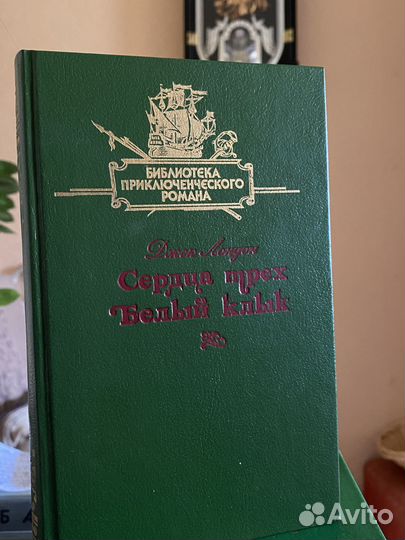 БИБЛИОТЕКА
ПРИКЛЮЧЕНЧЕСКОГО
РОМАНА
Джек Лондон
Сердца трех
Белый клык
Avito